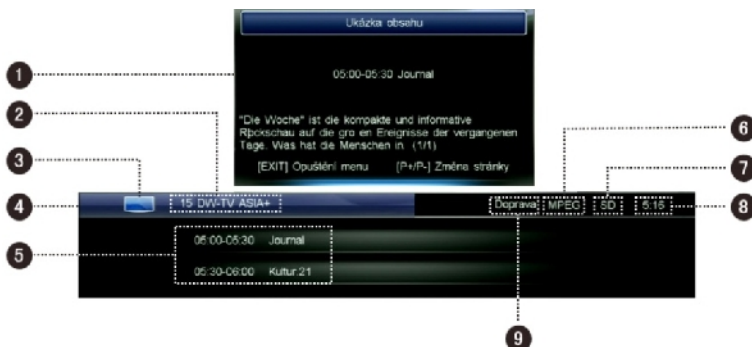 Ukázka obsahu
1
05:00-05:30 Journal
2
"Die Woche" ist die kompakte und informative
Rþckschau auf die gro en Ereignisse der vergangenen
6
Tage. Was hat die Menschen in. (1/1)
3
[EXIT] Opuštění menu [P+/P-] Změna stránky
7
4
15 DW-TV ASIA+ Doprava MPEG SD 5:15
8
05:00-05:30 Journal
5
05:30-06:00 Kultur.21
9